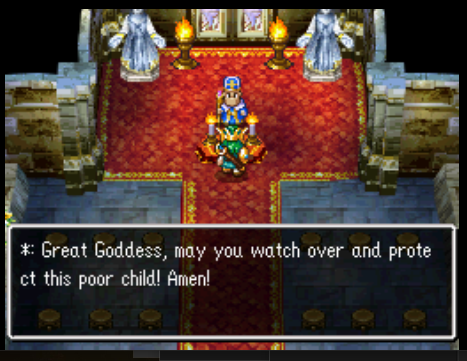 *: Great Goddess, may you watch over and prote
ct this poor child! Amen!